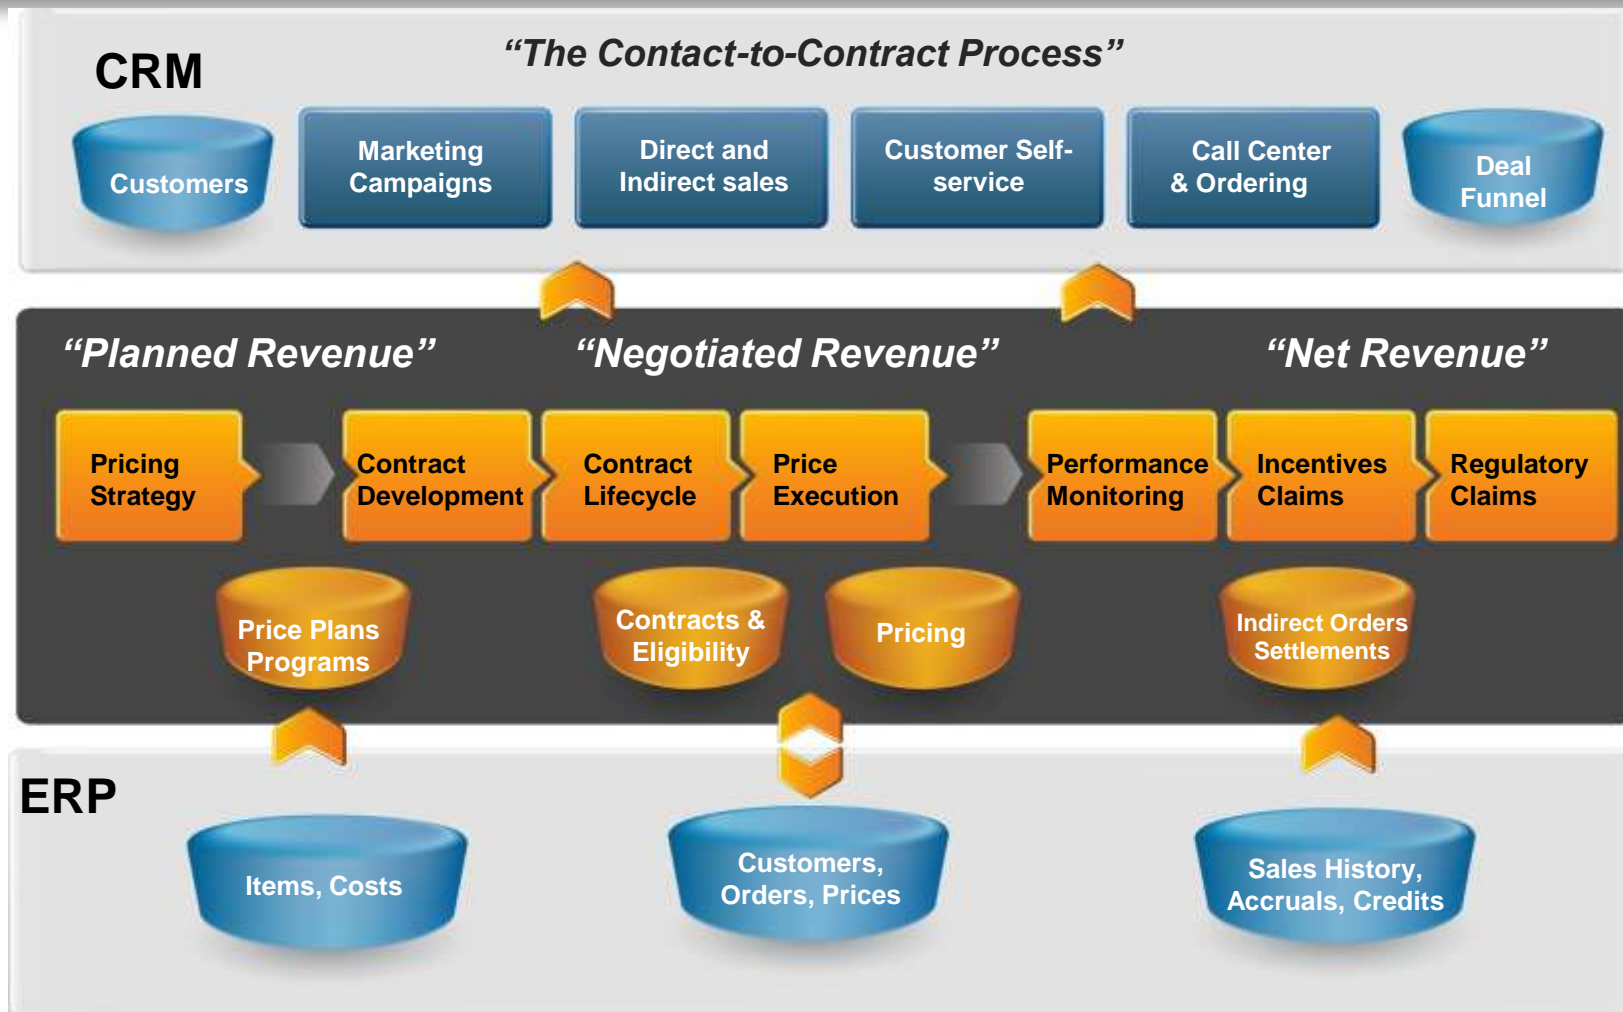 CRM
“The Contact-to-Contract Process”
Customers
Marketing
Campaigns
Direct and
Indirect sales
Customer Self-
service
Call Center
& Ordering
Deal
Funnel
“Planned Revenue”
“Negotiated Revenue”
“Net Revenue”
Pricing
Strategy
Contract
Development
Contract
Lifecycle
Price
Execution
Performance
Monitoring
Incentives
Claims
Regulatory
Claims
Price Plans
Programs
Contracts &
Eligibility
Pricing
Indirect Orders
Settlements
ERP
Items, Costs
Customers,
Orders, Prices
Sales History,
Accruals, Credits